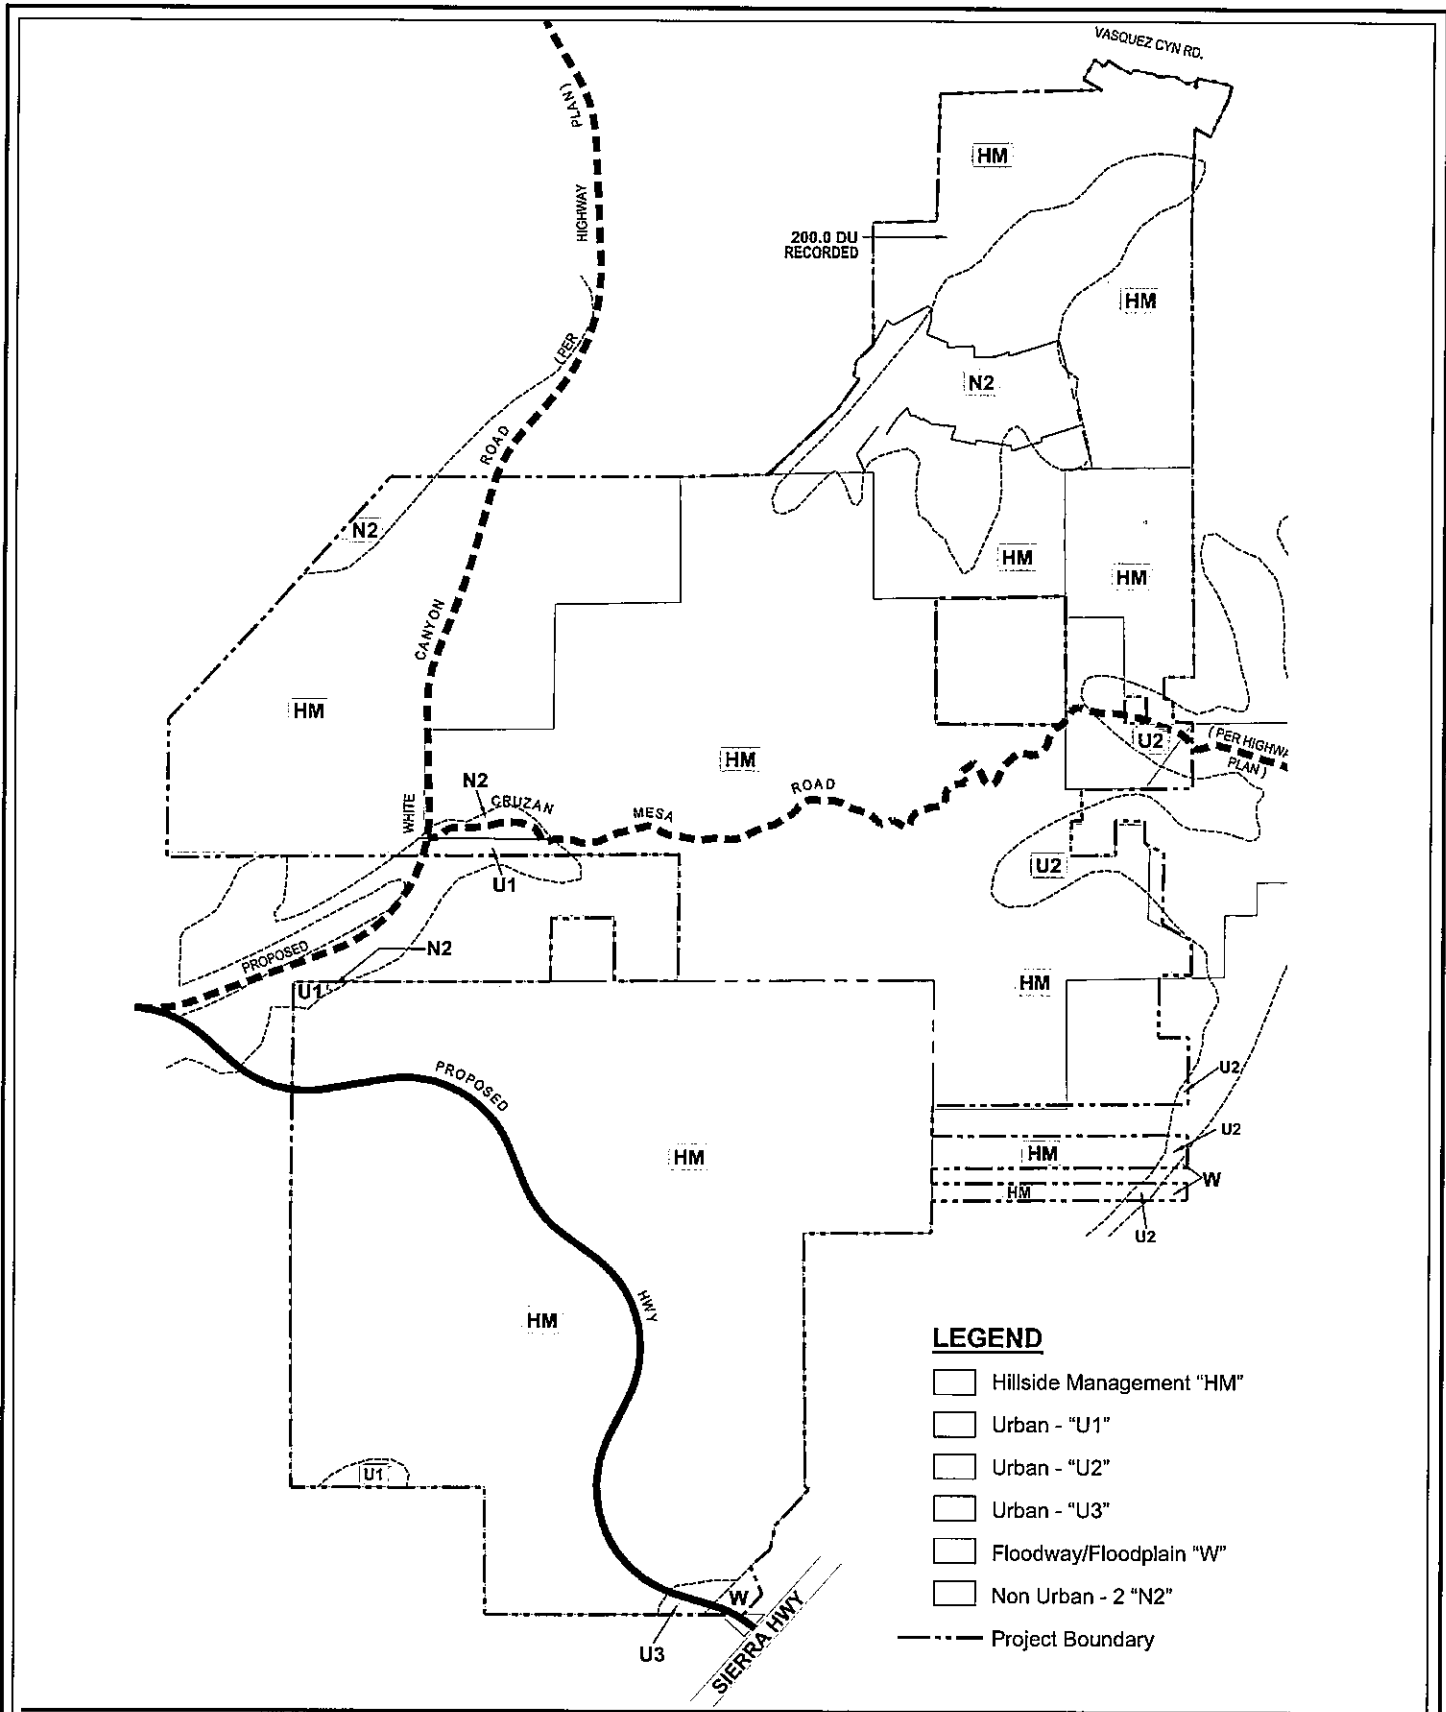 VASQUEZ CYN RD.
PLAN)
HIGHWAY
(PER
ROAD
CANYON
WHITE
PROPOSED
HM
200.0 DU
RECORDED
HM
N2
N2
HM
HM
HM
HM
U2
(PER HIGHWA
PLAN)
N2
CRUZAN
MESA
ROAD
U1
U2
N2
U1
HM
PROPOSED
HWY
U2
U2
HM
HM
W
U2
HM
HM
U1
W
U3
SIERRA HWY
LEGEND
Hillside Management “HM”
Urban - “U1”
Urban - “U2”
Urban - “U3”
Floodway/Floodplain “W”
Non Urban - 2 “N2”
Project Boundary